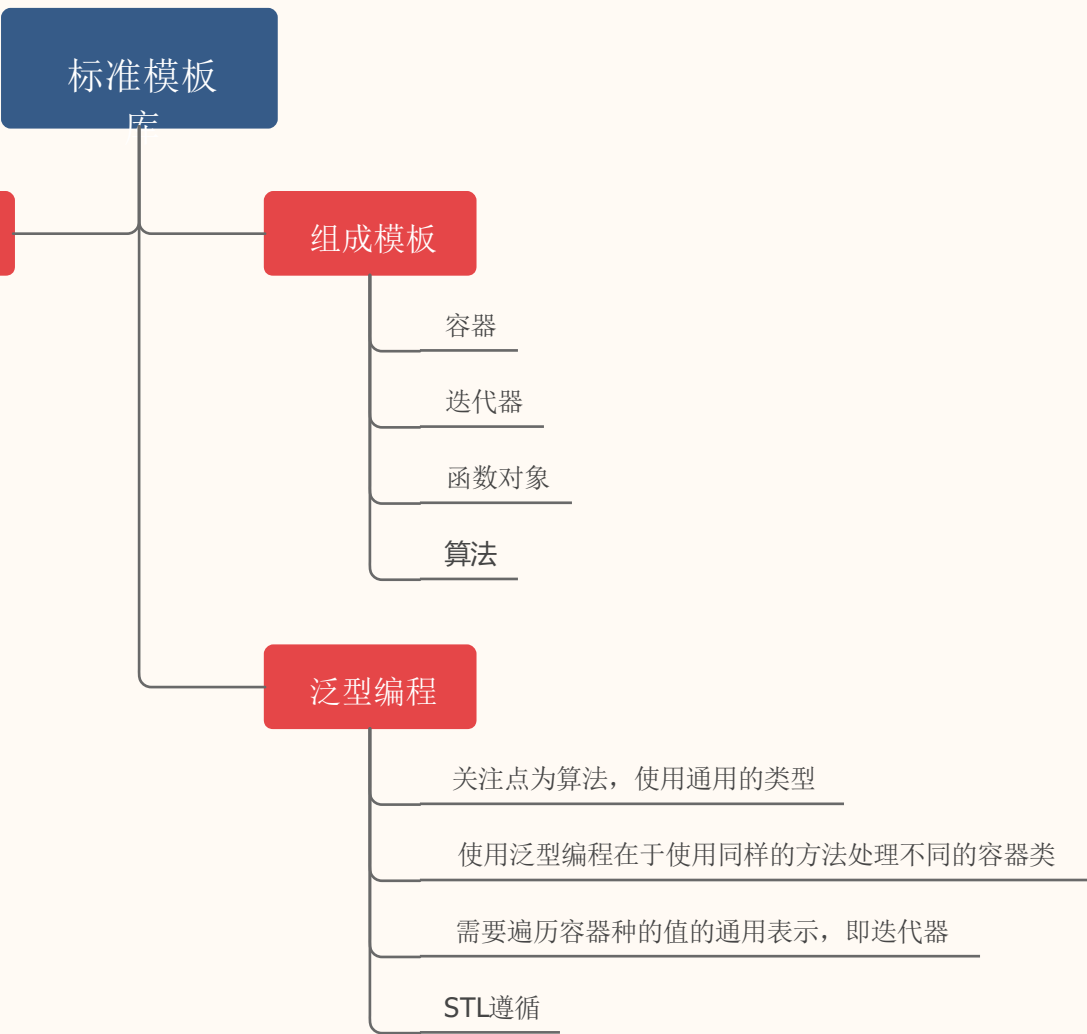 标准模板
库
组成模板
容器
迭代器
函数对象
算法
泛型编程
关注点为算法，使用通用的类型
使用泛型编程在于使用同样的方法处理不同的容器类
需要遍历容器种的值的通用表示，即迭代器
STL遵循